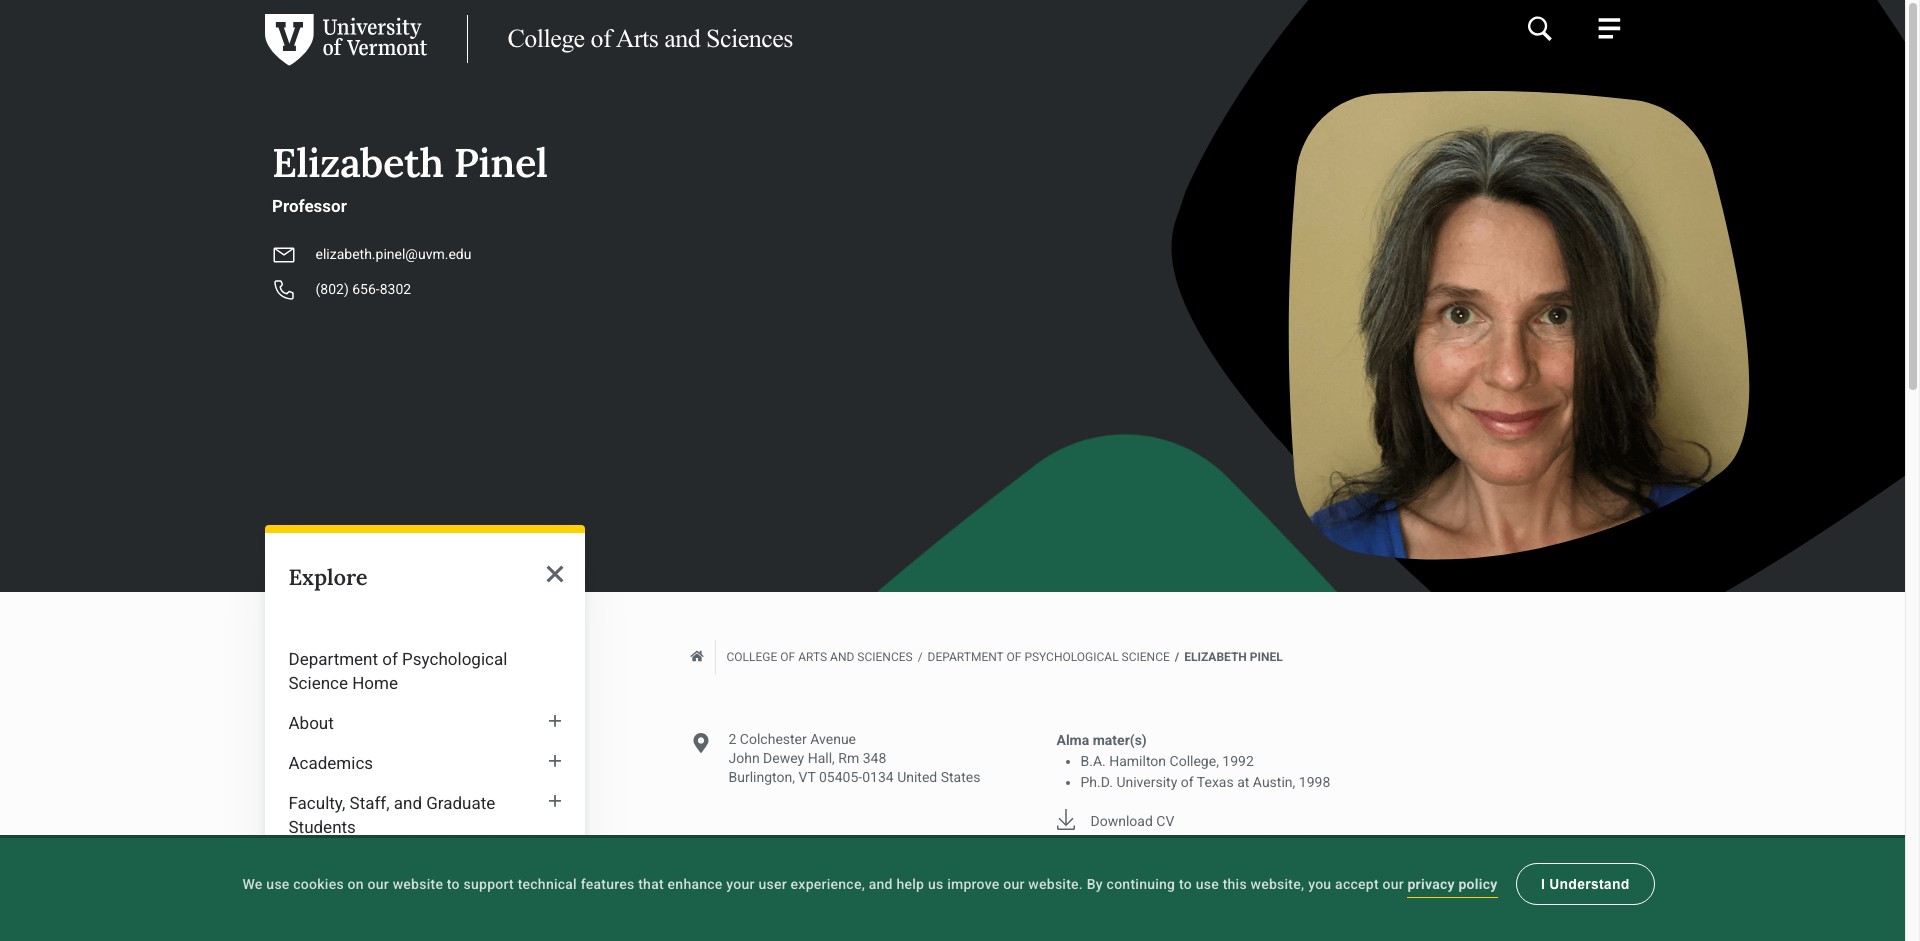 University
of Vermont
College of Arts and Sciences
Elizabeth Pinel
Professor
elizabeth.pinel@uvm.edu
(802) 656-8302
Explore
Department of Psychological
Science Home
About
Academics
Faculty, Staff, and Graduate
Students
COLLEGE OF ARTS AND SCIENCES / DEPARTMENT OF PSYCHOLOGICAL SCIENCE / ELIZABETH PINEL
2 Colchester Avenue
John Dewey Hall, Rm 348
Burlington, VT 05405-0134 United States
Alma mater(s)
• B.A. Hamilton College, 1992
• Ph.D. University of Texas at Austin, 1998
Download CV
We use cookies on our website to support technical features that enhance your user experience, and help us improve our website. By continuing to use this website, you accept our privacy policy
I Understand